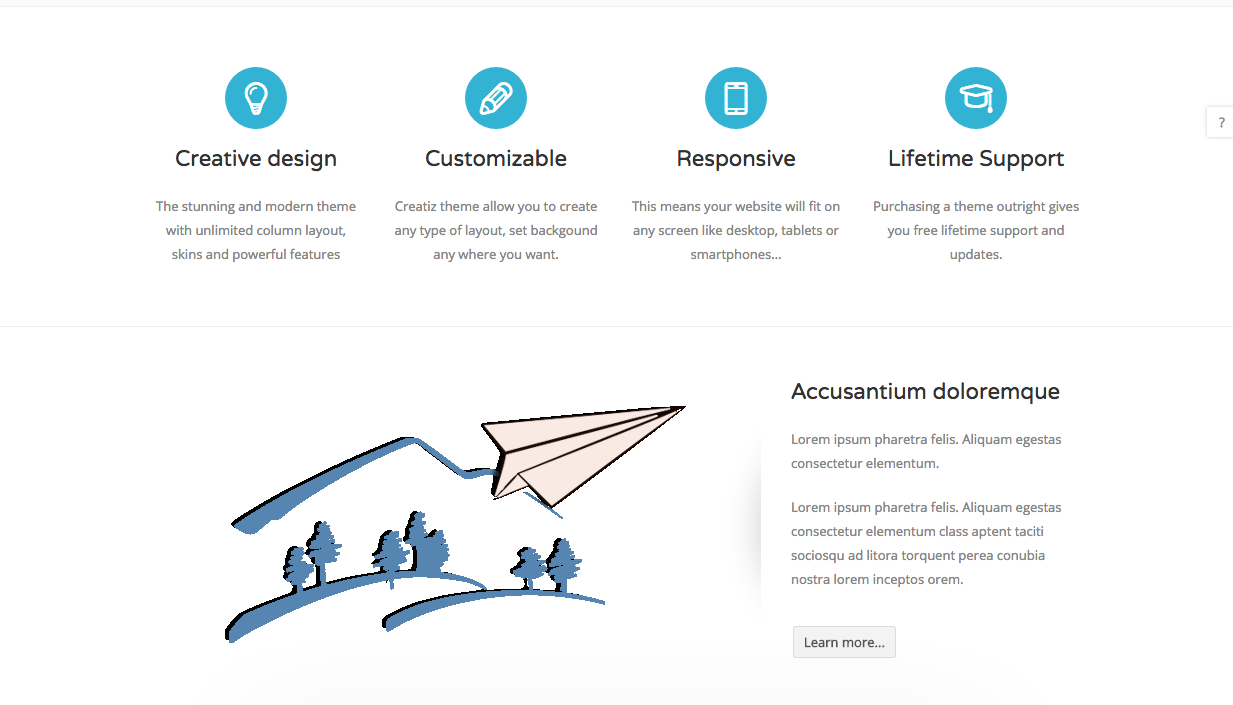 ?
Creative design
The stunning and modern theme
with unlimited column layout,
skins and powerful features
Customizable
Creatiz theme allow you to create
any type of layout, set backgound
any where you want.
Responsive
This means your website will fit on
any screen like desktop, tablets or
smartphones...
Lifetime Support
Purchasing a theme outright gives
you free lifetime support and
updates.
Accusantium doloremque
Lorem ipsum pharetra felis. Aliquam egestas
consectetur elementum.
Lorem ipsum pharetra felis. Aliquam egestas
consectetur elementum class aptent taciti
sociosqu ad litora torquent perea conubia
nostra lorem inceptos orem.
Learn more...